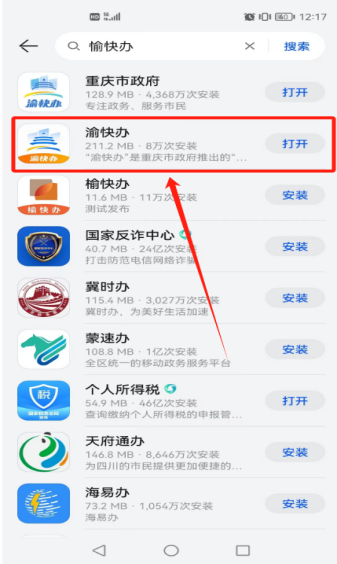 12:17
愉快办
搜索
重庆市政府
128.9 MB · 4,368万次安装
专注政务、服务市民
打开
渝快办
渝快办
211.2 MB · 8万次安装
“渝快办”是重庆市政府推出的“...
打开
渝快办
榆快办
11.6 MB · 11万次安装
测试发布
安装
榆快办
国家反诈中心
40.7 MB · 24亿次安装
打击防范电信网络诈骗
安装
冀时办
115.4 MB · 3,027万次安装
冀时办，为美好生活加速
安装
蒙速办
108.8 MB · 1亿次安装
全区统一的移动政务服务平台
安装
个人所得税
54.9 MB · 46亿次安装
查询缴纳个人所得税的申报管...
打开
税
天府通办
146.8 MB · 8,646万次安装
为四川的市民提供更加便捷的...
安装
海易办
73.2 MB · 1,054万次安装
海易办
安装